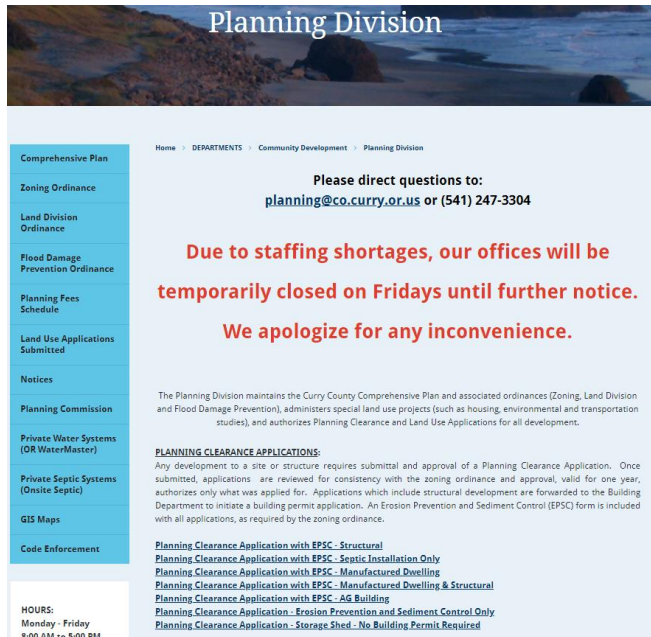 Planning Division
Home > DEPARTMENTS > Community Development > Planning Division
Comprehensive Plan
Zoning Ordinance
Land Division
Ordinance
Flood Damage
Prevention Ordinance
Planning Fees
Schedule
Land Use Applications
Submitted
Notices
Planning Commission
Private Water Systems
(OR WaterMaster)
Private Septic Systems
(Onsite Septic)
GIS Maps
Code Enforcement
HOURS:
Monday - Friday
8:00 AM to 5:00 PM
Please direct questions to:
planning@co.curry.or.us or (541) 247-3304
Due to staffing shortages, our offices will be
temporarily closed on Fridays until further notice.
We apologize for any inconvenience.
The Planning Division maintains the Curry County Comprehensive Plan and associated ordinances (Zoning, Land Division
and Flood Damage Prevention), administers special land use projects (such as housing, environmental and transportation
studies), and authorizes Planning Clearance and Land Use Applications for all development.
PLANNING CLEARANCE APPLICATIONS:
Any development to a site or structure requires submittal and approval of a Planning Clearance Application. Once
submitted, applications are reviewed for consistency with the zoning ordinance and approval, valid for one year,
authorizes only what was applied for. Applications which include structural development are forwarded to the Building
Department to initiate a building permit application. An Erosion Prevention and Sediment Control (EPSC) form is included
with all applications, as required by the zoning ordinance.
Planning Clearance Application with EPSC - Structural
Planning Clearance Application with EPSC - Septic Installation Only
Planning Clearance Application with EPSC - Manufactured Dwelling
Planning Clearance Application with EPSC - Manufactured Dwelling & Structural
Planning Clearance Application with EPSC - AG Building
Planning Clearance Application - Erosion Prevention and Sediment Control Only
Planning Clearance Application - Storage Shed - No Building Permit Required